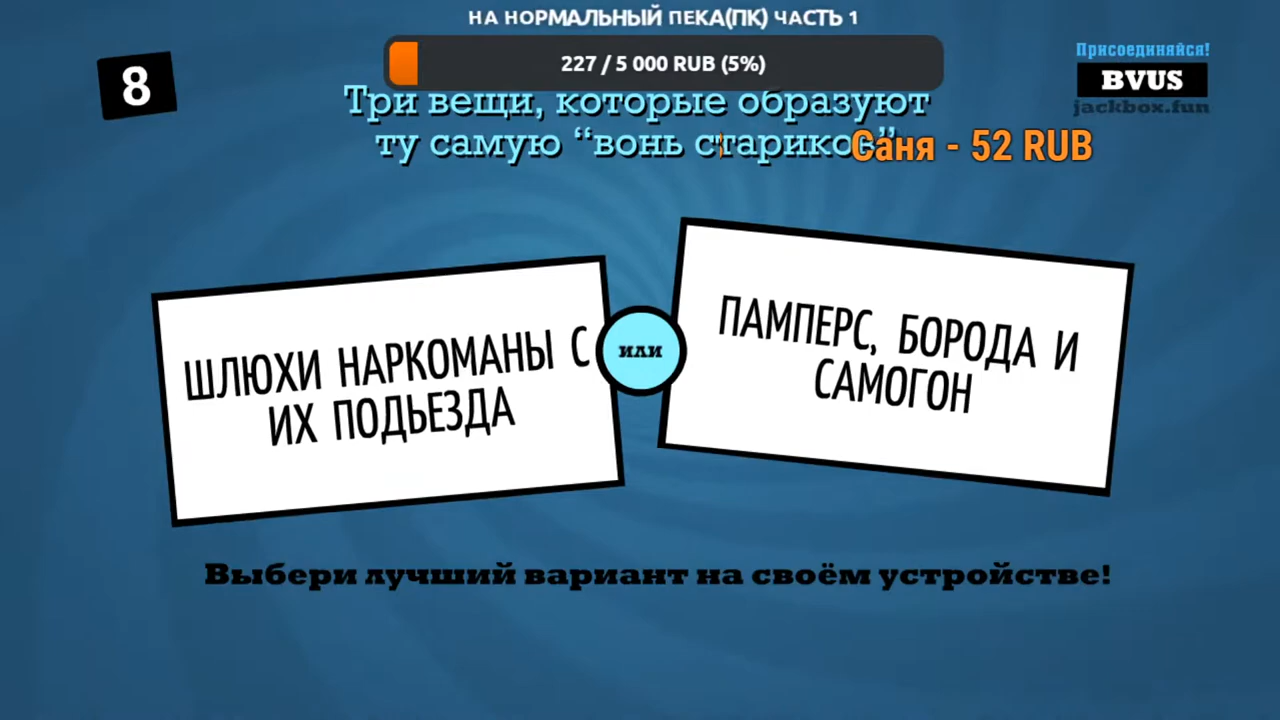 НА НОРМАЛЬНЫЙ ПЕКА(ПК) ЧАСТЬ 1
227 / 5 000 RUB (5%)
8
Присоединяйся!
BVUS
jackbox.fun
Три вещи, которые образуют
ту самую “вонь стариков”
Саня - 52 RUB
ШЛЮХИ НАРКОМАНЫ С
ИХ ПОДЬЕЗДА
или
ПАМПЕРС, БОРОДА И
САМОГОН
Выбери лучший вариант на своём устройстве!